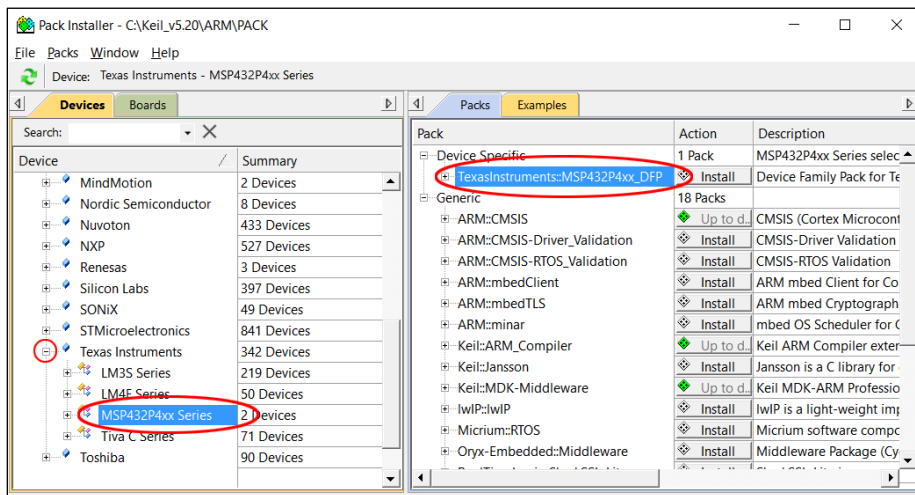 Pack Installer - C:\Keil_v5.20\ARM\PACK
File Packs Window Help
Device: Texas Instruments - MSP432P4xx Series
Devices Boards
Search:
Device Summary
MindMotion 2 Devices
Nordic Semiconductor 8 Devices
Nuvoton 433 Devices
NXP 527 Devices
Renesas 3 Devices
Silicon Labs 397 Devices
SONiX 49 Devices
STMicroelectronics 841 Devices
Texas Instruments 342 Devices
LM3S Series 219 Devices
LM4F Series 50 Devices
MSP432P4xx Series 2 Devices
Tiva C Series 71 Devices
Toshiba 90 Devices
Packs Examples
Pack Action Description
Device Specific 1 Pack MSP432P4xx Series selec
TexasInstruments::MSP432P4xx_DFP Install Device Family Pack for Te
Generic 18 Packs
ARM::CMSIS Up to d... CMSIS (Cortex Microcont
ARM::CMSIS-Driver_Validation Install CMSIS-Driver Validation
ARM::CMSIS-RTOS_Validation Install CMSIS-RTOS Validation
ARM::mbedClient Install ARM mbed Client for Co
ARM::mbedTLS Install ARM mbed Cryptograph
ARM::minar Install mbed OS Scheduler for
Keil::ARM_Compiler Up to d... Keil ARM Compiler exter
Keil::Jansson Install Jansson is a C library for
Keil::MDK-Middleware Up to d... Keil MDK-ARM Professio
lwIP::lwIP Install lwIP is a light-weight imp
Micrium::RTOS Install Micrium software compo
Oryx-Embedded::Middleware Install Middleware Package (Cy